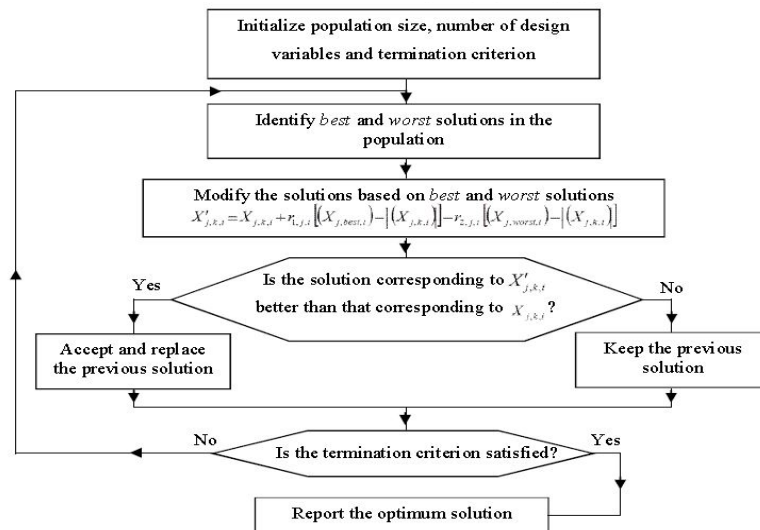 Initialize population size, number of design
variables and termination criterion
Identify best and worst solutions in the
population
Modify the solutions based on best and worst solutions
X'j,k,i = Xj,k,i + r1,j,i [(Xj,best,i) − |(Xj,k,i)|] − r2,j,i [(Xj,worst,i) − |(Xj,k,i)|]
Is the solution corresponding to X'j,k,i
Yes
No
better than that corresponding to Xj,k,i ?
Accept and replace
the previous solution
Keep the previous
solution
No
Is the termination criterion satisfied?
Yes
Report the optimum solution